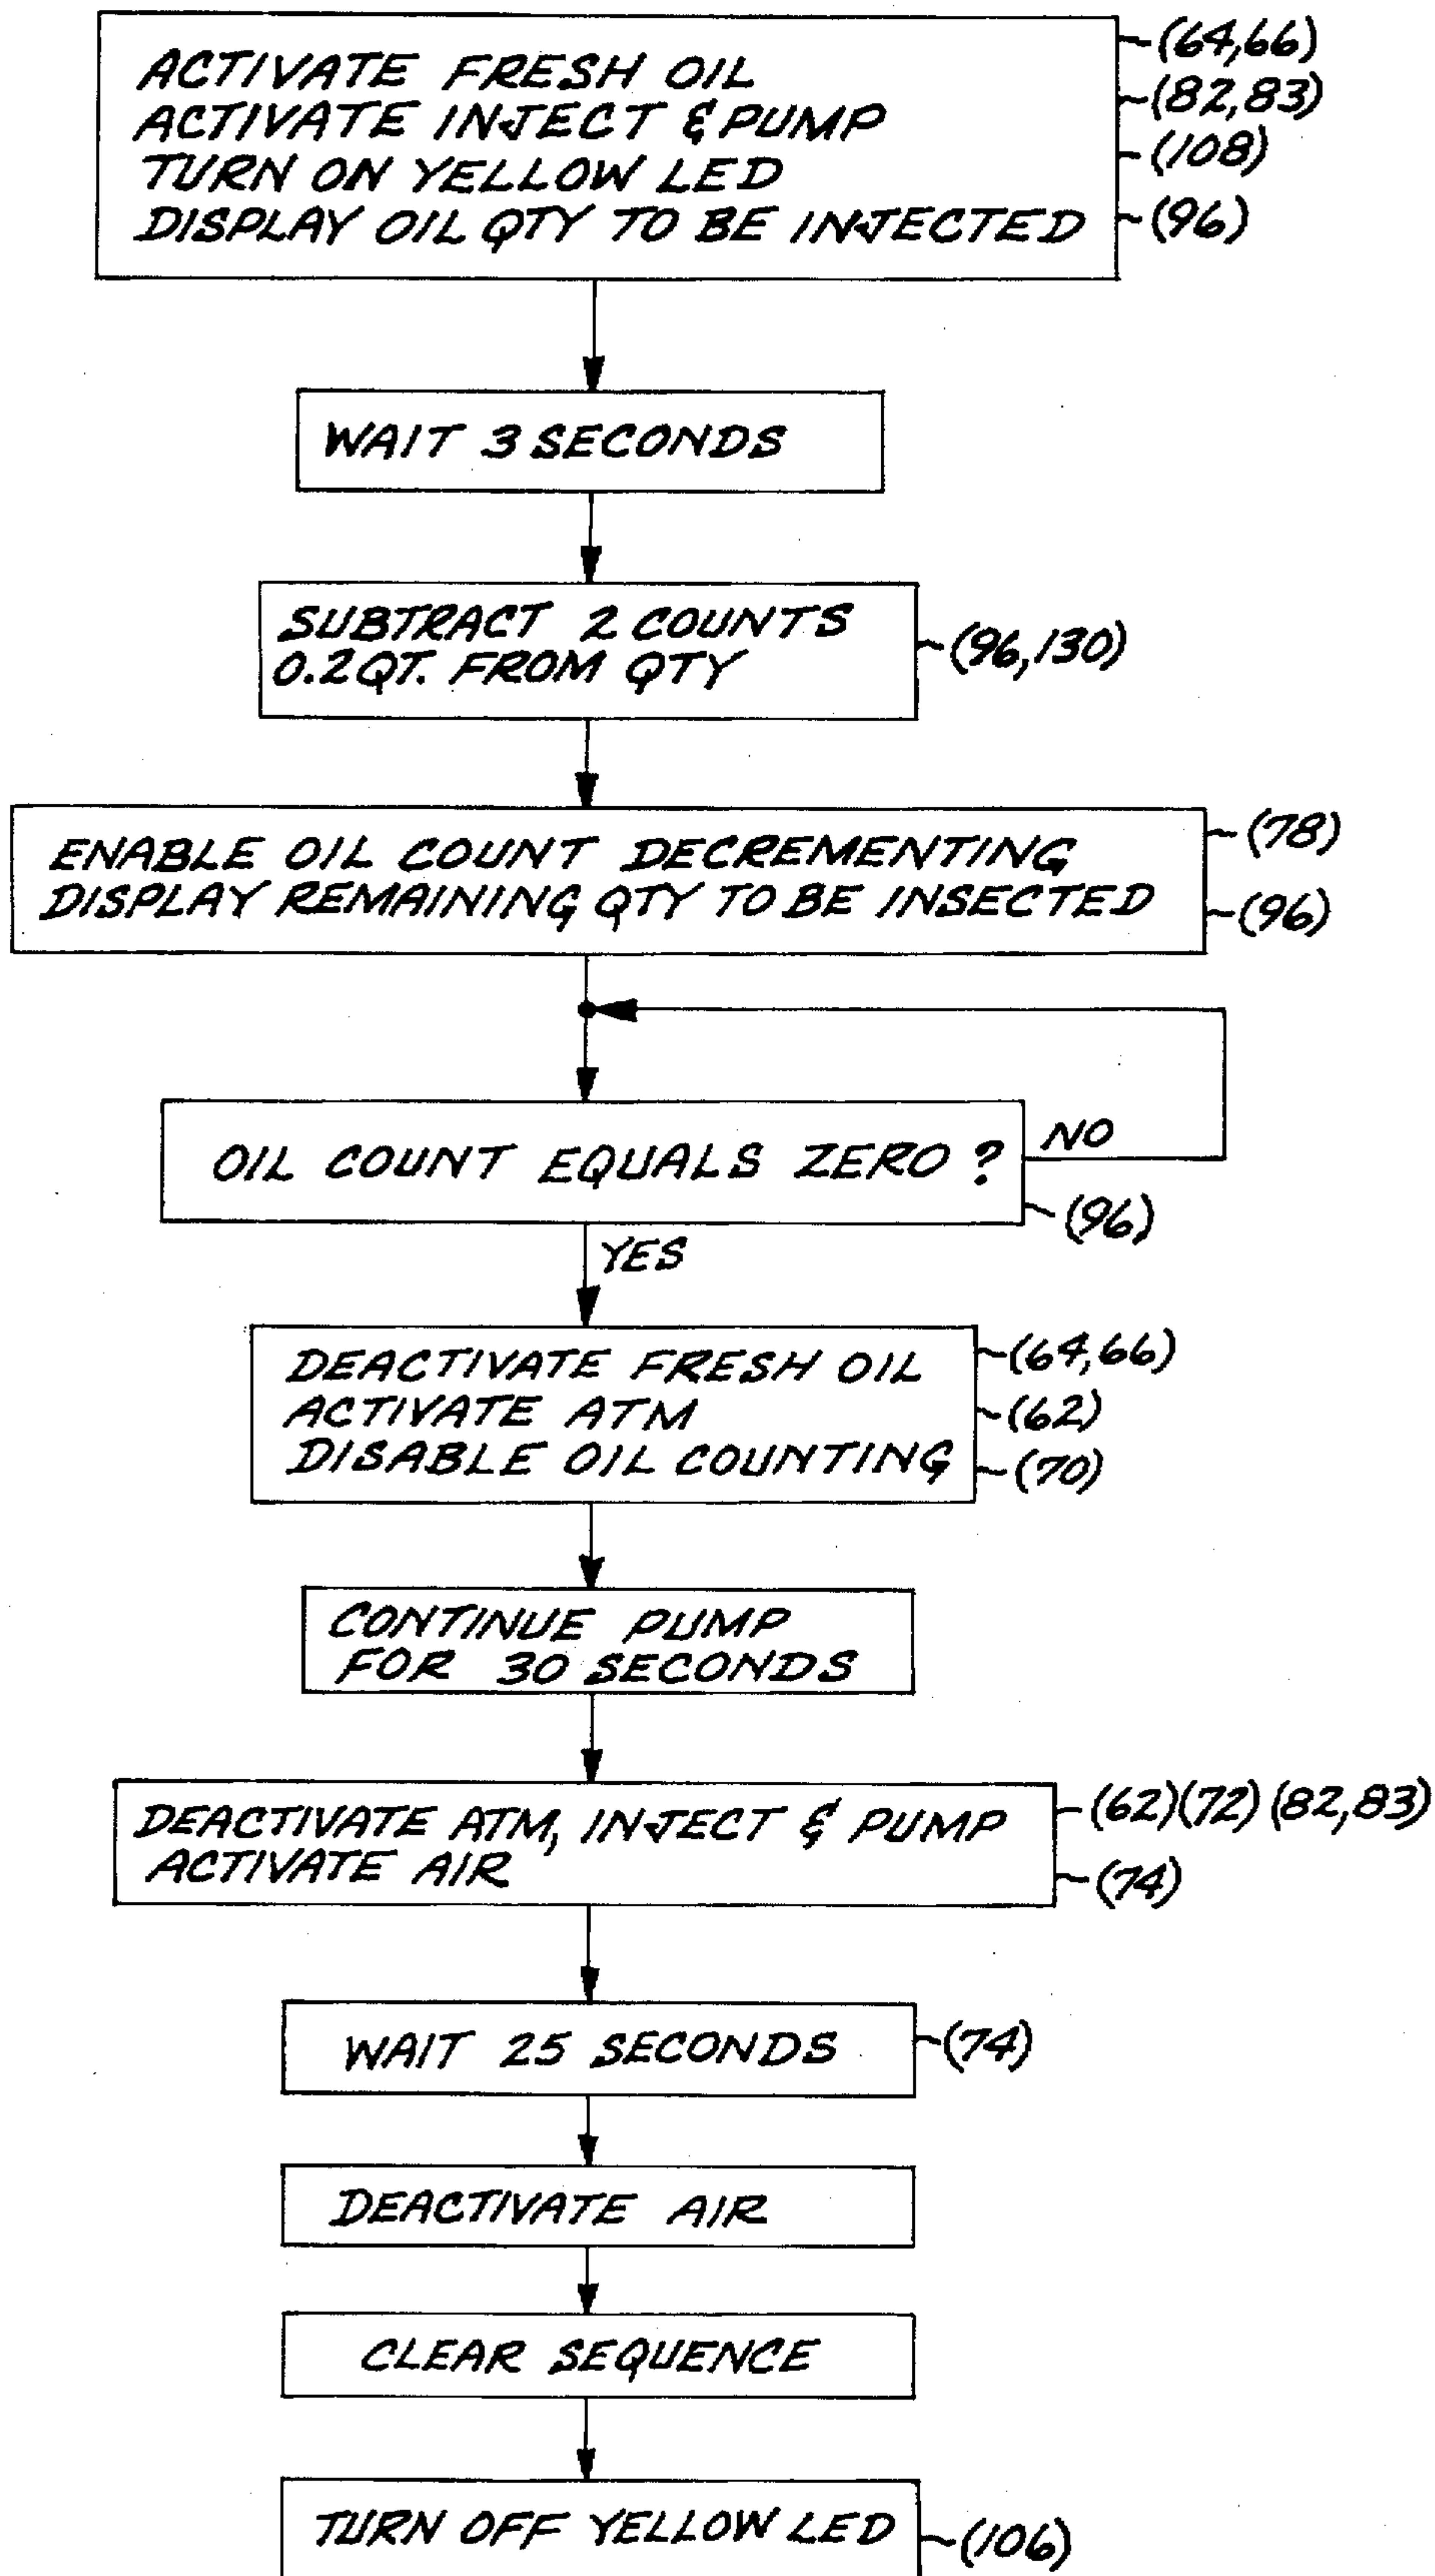 ACTIVATE FRESH OIL (64,66)
ACTIVATE INJECT & PUMP (82,83)
TURN ON YELLOW LED (108)
DISPLAY OIL QTY TO BE INJECTED (96)
WAIT 3 SECONDS
SUBTRACT 2 COUNTS
0.2 QT. FROM QTY (96,130)
ENABLE OIL COUNT DECREMENTING (78)
DISPLAY REMAINING QTY TO BE INSECTED (96)
OIL COUNT EQUALS ZERO ? NO
(96)
YES
DEACTIVATE FRESH OIL (64,66)
ACTIVATE ATM (62)
DISABLE OIL COUNTING (70)
CONTINUE PUMP
FOR 30 SECONDS
DEACTIVATE ATM, INJECT & PUMP (62)(72)(82,83)
ACTIVATE AIR (74)
WAIT 25 SECONDS (74)
DEACTIVATE AIR
CLEAR SEQUENCE
TURN OFF YELLOW LED (106)